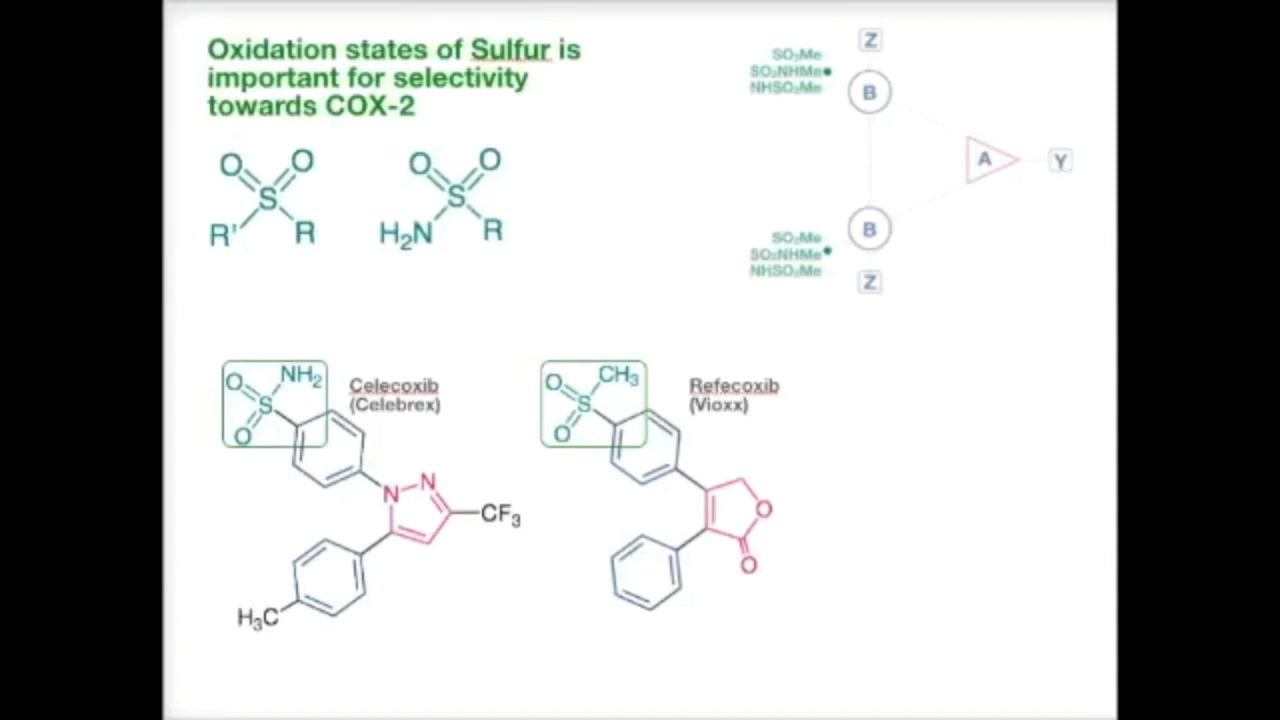 Oxidation states of Sulfur is
important for selectivity
towards COX-2
Z
SO₂Me
SO₂NHMe
NHSO₂Me
B
A
Y
SO₂Me
SO₂NHMe
NHSO₂Me
B
Z
O O
S
R' R
O O
S
H₂N R
O NH₂
S
O
Celecoxib
(Celebrex)
N N
CF₃
H₃C
O CH₃
S
O
Refecoxib
(Vioxx)
O
O